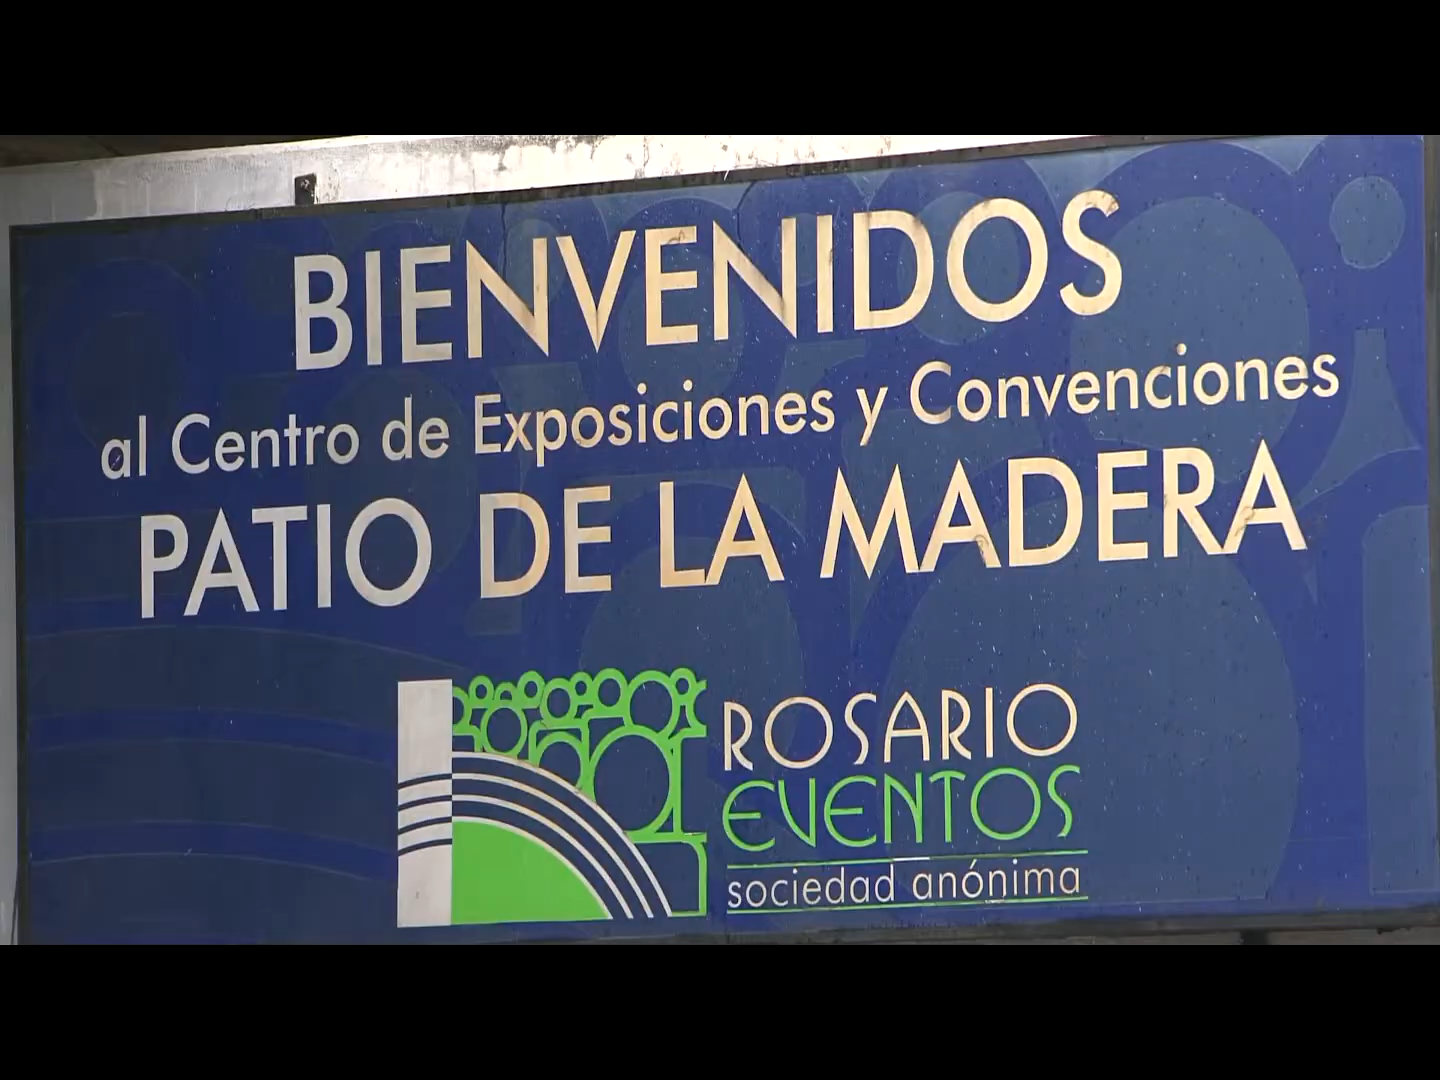 BIENVENIDOS
al Centro de Exposiciones y Convenciones
PATIO DE LA MADERA
ROSARIO
EVENTOS
sociedad anónima